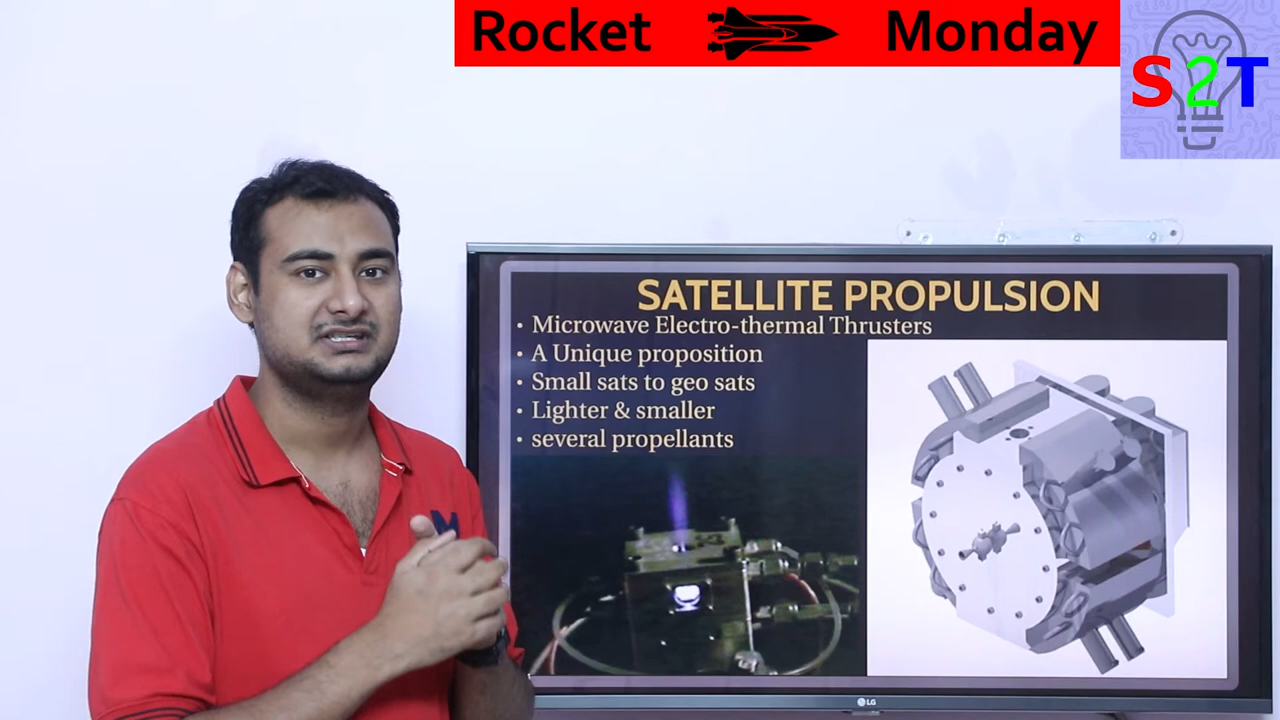 Rocket Monday
S2T
SATELLITE PROPULSION
• Microwave Electro-thermal Thrusters
• A Unique proposition
• Small sats to geo sats
• Lighter & smaller
• several propellants
M
LG